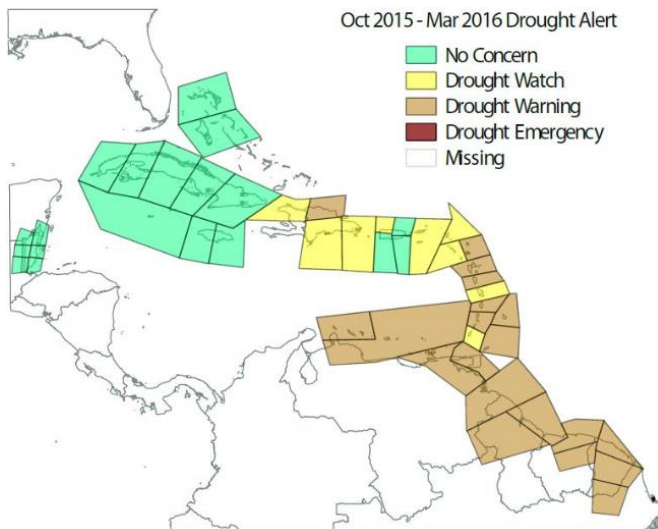 Oct 2015 - Mar 2016 Drought Alert
No Concern
Drought Watch
Drought Warning
Drought Emergency
Missing